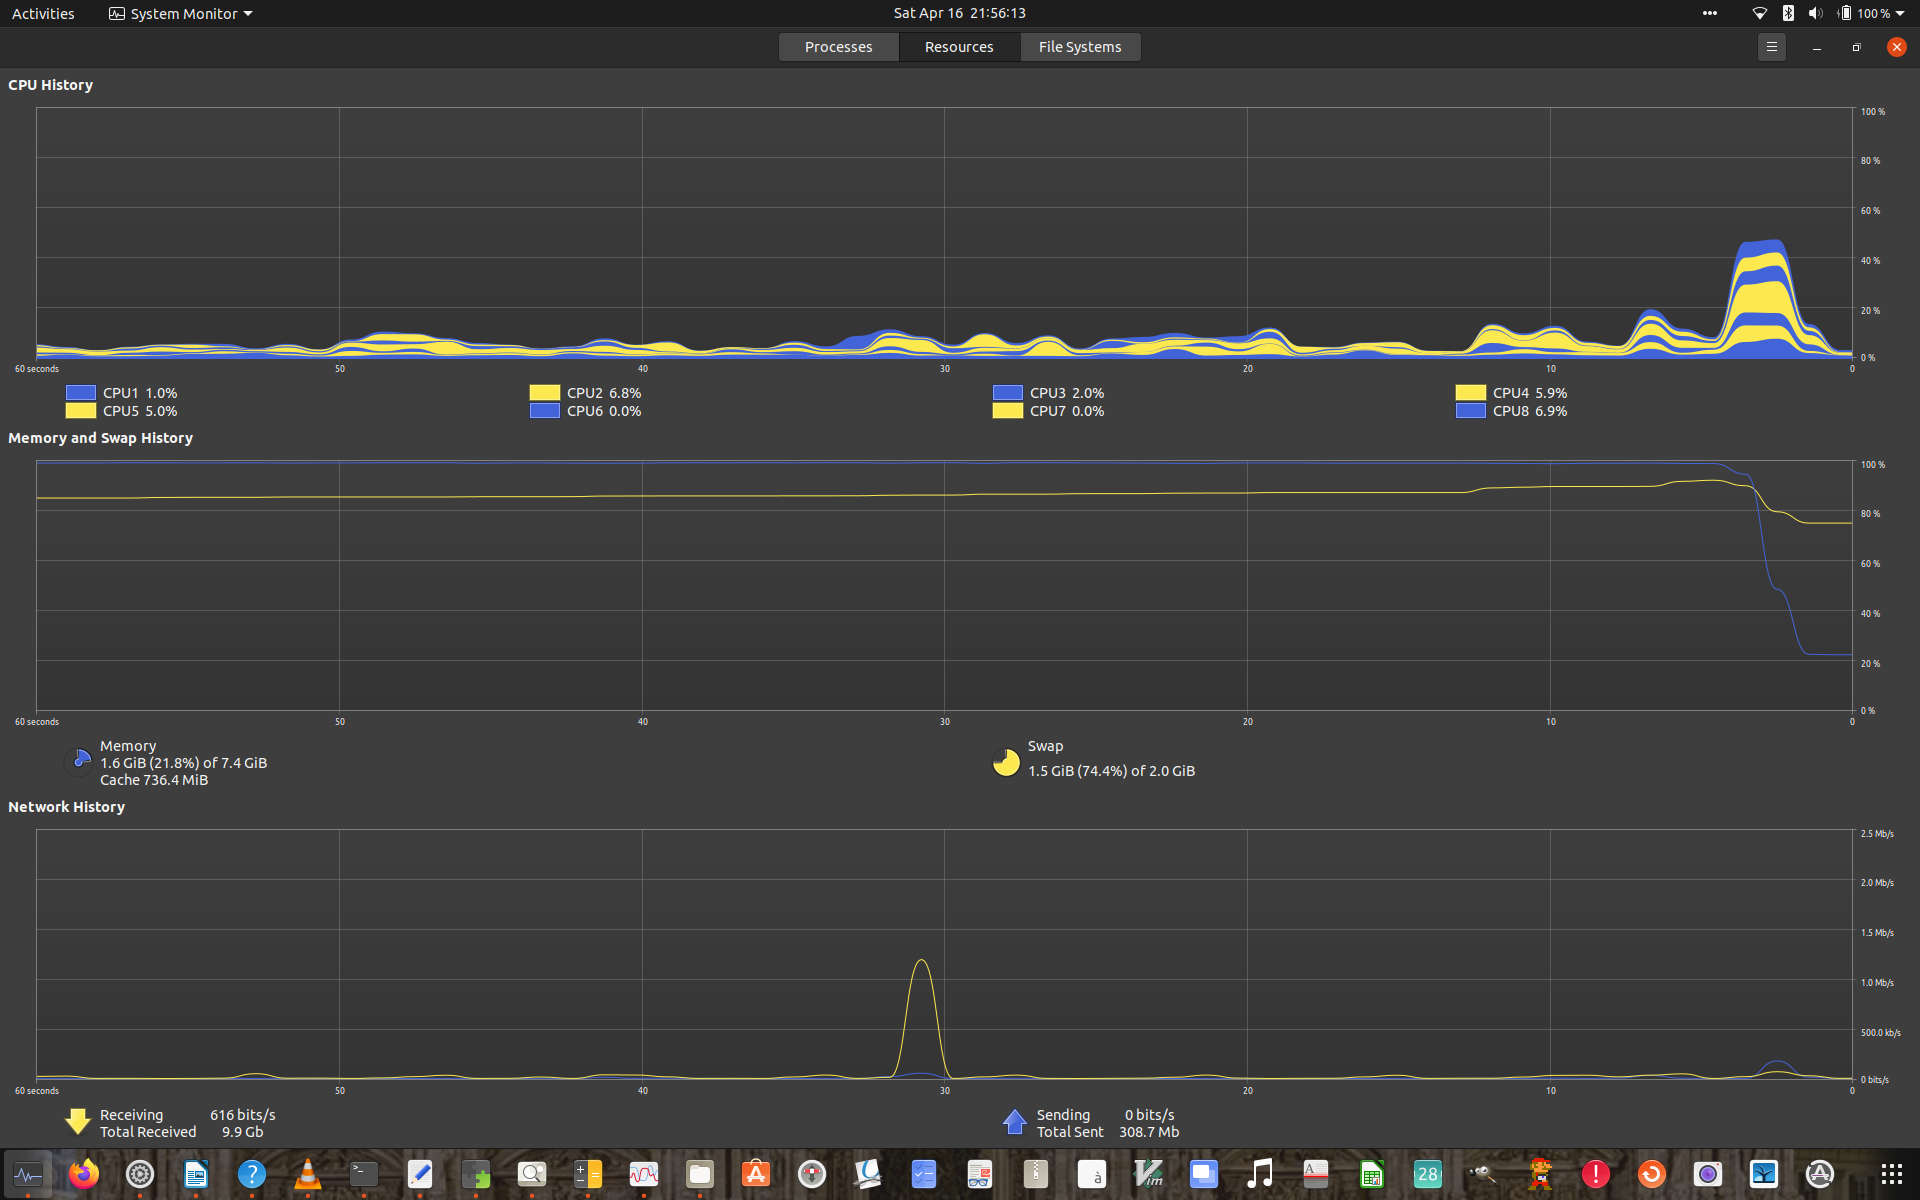 Activities System Monitor Sat Apr 16 21:56:13 100 %
Processes Resources File Systems
CPU History
100 %
80 %
60 %
40 %
20 %
0 %
60 seconds 50 40 30 20 10 0
CPU1 1.0% CPU2 6.8% CPU3 2.0% CPU4 5.9%
CPU5 5.0% CPU6 0.0% CPU7 0.0% CPU8 6.9%
Memory and Swap History
100 %
80 %
60 %
40 %
20 %
0 %
60 seconds 50 40 30 20 10 0
Memory
1.6 GiB (21.8%) of 7.4 GiB
Cache 736.4 MiB
Swap
1.5 GiB (74.4%) of 2.0 GiB
Network History
2.5 Mb/s
2.0 Mb/s
1.5 Mb/s
1.0 Mb/s
500.0 kb/s
0 bits/s
60 seconds 50 40 30 20 10 0
Receiving 616 bits/s
Total Received 9.9 Gb
Sending 0 bits/s
Total Sent 308.7 Mb
? >_ A à Vim A 28 !